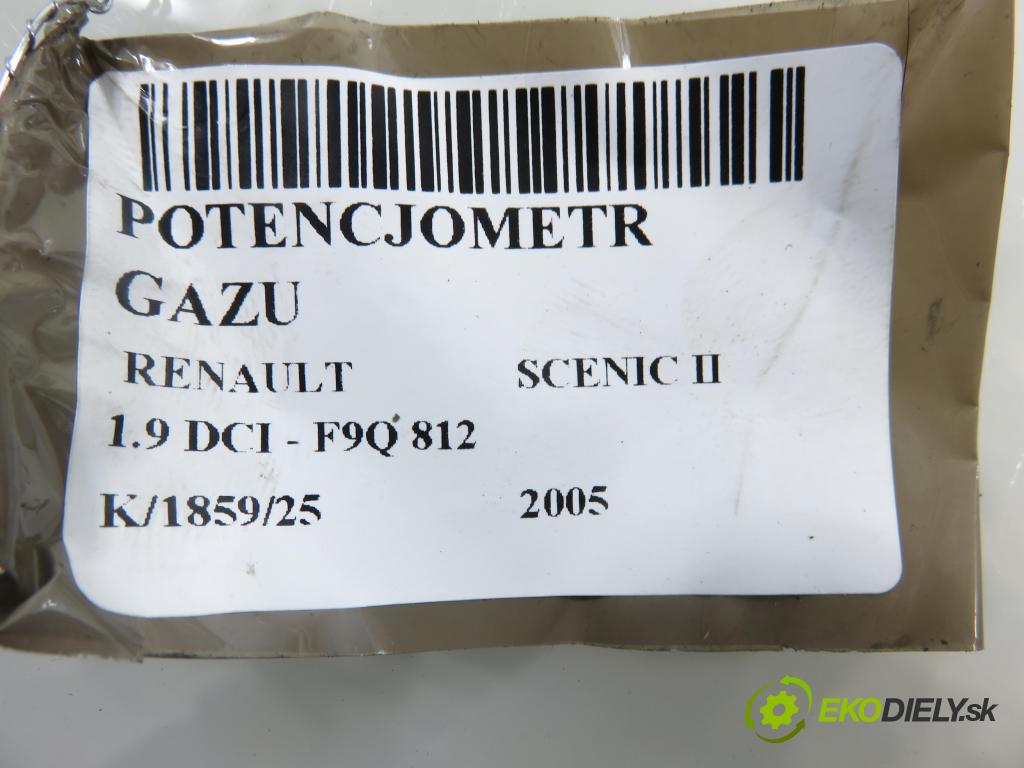 POTENCJOMETR
GAZU
RENAULT SCENIC II
1.9 DCI - F9Q 812
K/1859/25 2005
EKODIELY.sk